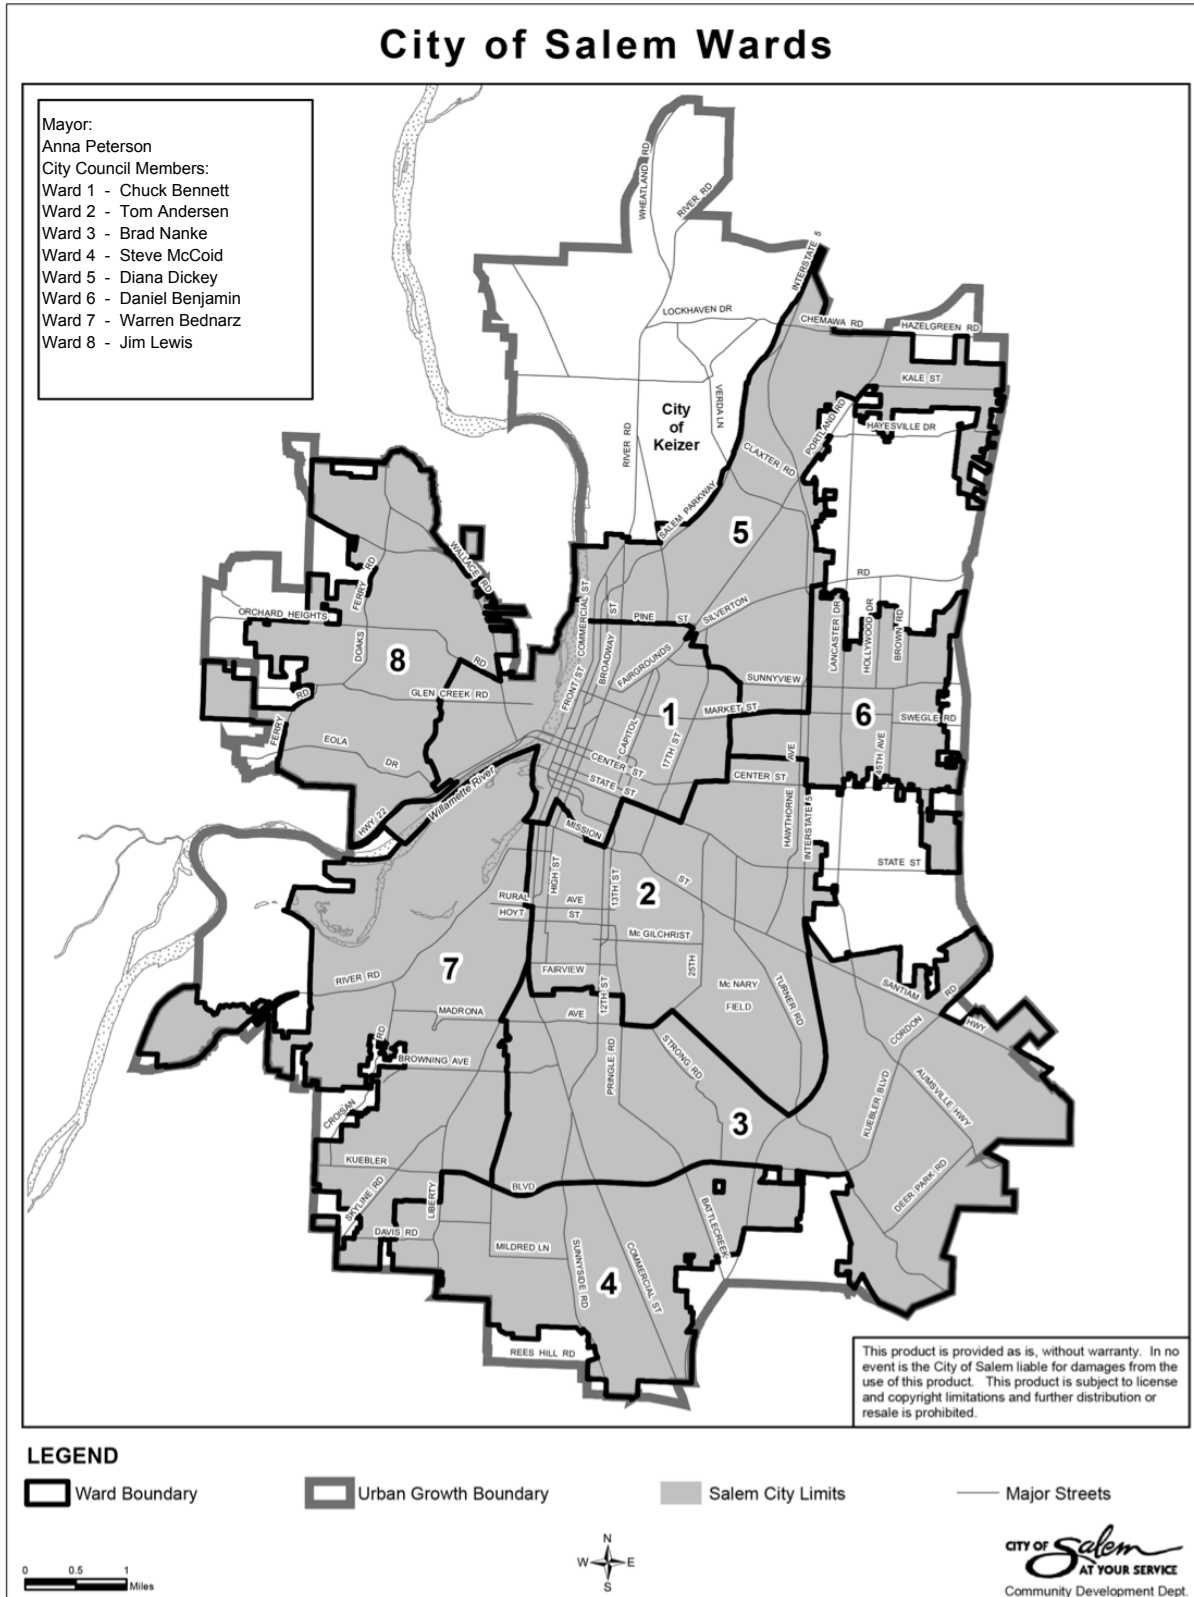 City of Salem Wards
Mayor:
Anna Peterson
City Council Members:
Ward 1 - Chuck Bennett
Ward 2 - Tom Andersen
Ward 3 - Brad Nanke
Ward 4 - Steve McCoid
Ward 5 - Diana Dickey
Ward 6 - Daniel Benjamin
Ward 7 - Warren Bednarz
Ward 8 - Jim Lewis
WHEATLAND RD
RIVER RD
INTERSTATE 5
LOCKHAVEN DR
CHEMAWA RD
HAZELGREEN RD
KALE ST
VERDA LN
City
of
Keizer
RIVER RD
PORTLAND RD
HAYESVILLE DR
CLAXTER RD
SALEM PARKWAY
5
WALLACE RD
FERRY RD
ORCHARD HEIGHTS
RD
DOAKS
8
GLEN CREEK RD
RD
FERRY
EOLA
DR
HWY 22
Willamette River
COMMERCIAL ST
BROADWAY
ST
PINE ST
SILVERTON
RD
FAIRGROUNDS
FRONT ST
LANCASTER DR
HOLLYWOOD DR
BROWN RD
SUNNYVIEW
1
MARKET ST
6
SWEGLE RD
CAPITOL
17TH ST
45TH AVE
CENTER ST
STATE ST
CENTER ST
HAWTHORNE
AVE
INTERSTATE 5
MISSION
ST
STATE ST
HIGH ST
13TH ST
2
RURAL
AVE
HOYT
ST
Mc GILCHRIST
25TH
FAIRVIEW
12TH ST
Mc NARY
FIELD
TURNER RD
SANTIAM
HWY
CORDON
RD
7
RIVER RD
MADRONA
AVE
BROWNING AVE
RD
CROISAN
PRINGLE RD
STRONG RD
3
KUEBLER BLVD
AUMSVILLE HWY
DEER PARK RD
KUEBLER
BLVD
SKYLINE RD
LIBERTY
DAVIS RD
MILDRED LN
SUNNYSIDE RD
COMMERCIAL ST
BATTLECREEK
4
REES HILL RD
This product is provided as is, without warranty. In no
event is the City of Salem liable for damages from the
use of this product. This product is subject to license
and copyright limitations and further distribution or
resale is prohibited.
LEGEND
Ward Boundary
Urban Growth Boundary
Salem City Limits
Major Streets
0 0.5 1
Miles
N
W E
S
CITY OF Salem
AT YOUR SERVICE
Community Development Dept.